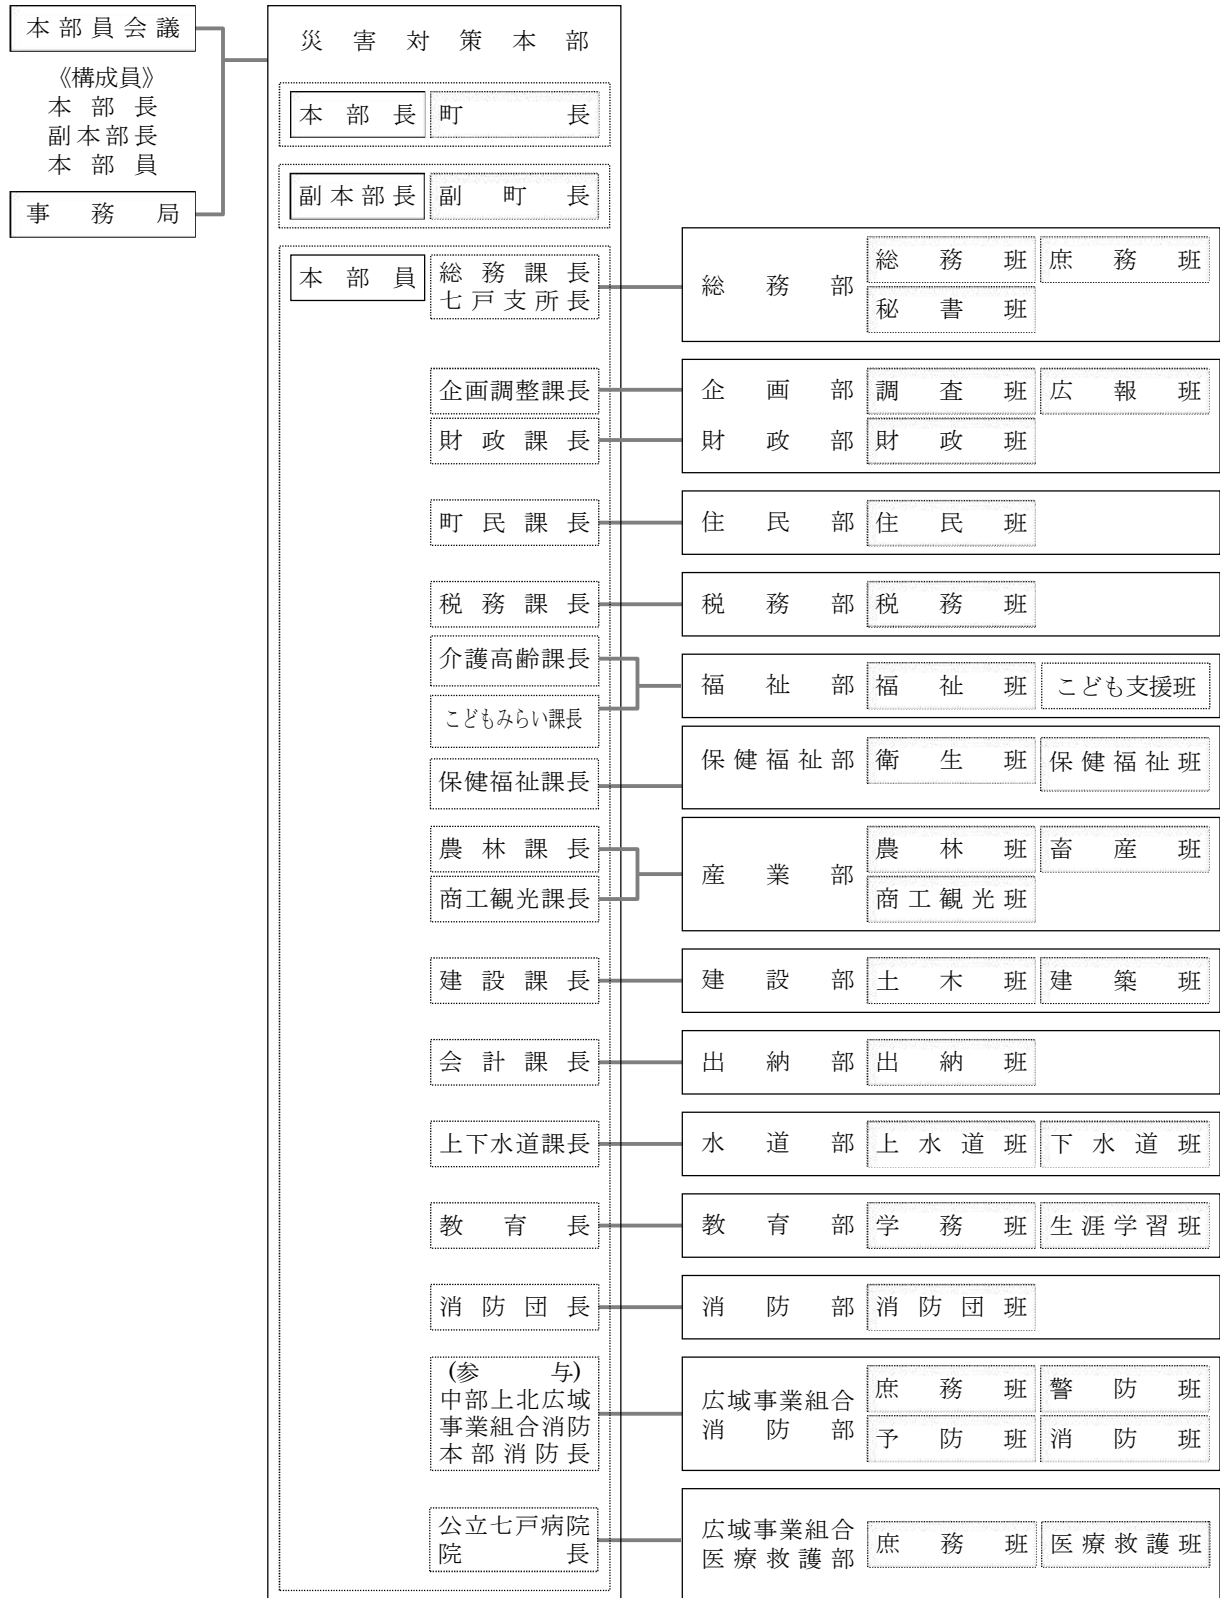 本部員会議
《構成員》
本部長
副本部長
本部員
事務局
災害対策本部
本部長 町長
副本部長 副町長
本部員 総務課長
七戸支所長
総務部 総務班 庶務班
秘書班
企画調整課長 企画部 調査班 広報班
財政課長 財政部 財政班
町民課長 住民部 住民班
税務課長 税務部 税務班
介護高齢課長
こどもみらい課長
福祉部 福祉班 こども支援班
保健福祉課長 保健福祉部 衛生班 保健福祉班
農林課長
商工観光課長
産業部 農林班 畜産班
商工観光班
建設課長 建設部 土木班 建築班
会計課長 出納部 出納班
上下水道課長 水道部 上水道班 下水道班
教育長 教育部 学務班 生涯学習班
消防団長 消防部 消防団班
(参与)
中部上北広域
事業組合消防
本部消防長
広域事業組合
消防部
庶務班 警防班
予防班 消防班
公立七戸病院
院長
広域事業組合
医療救護部
庶務班 医療救護班